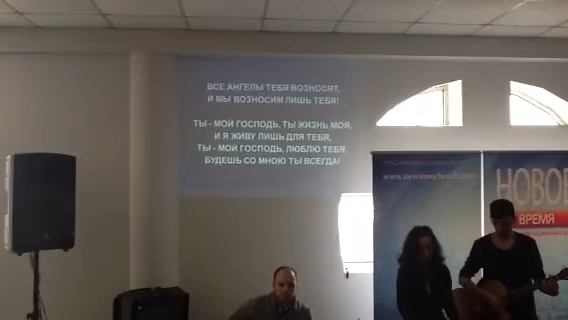 ВСЕ АНГЕЛЫ ТЕБЯ ВОЗНОСЯТ,
И МЫ ВОЗНОСИМ ЛИШЬ ТЕБЯ!
ТЫ - МОЙ ГОСПОДЬ, ТЫ ЖИЗНЬ МОЯ,
И Я ЖИВУ ЛИШЬ ДЛЯ ТЕБЯ,
ТЫ - МОЙ ГОСПОДЬ, ЛЮБЛЮ ТЕБЯ
БУДЕШЬ СО МНОЮ ТЫ ВСЕГДА!
НОВОЕ
ВРЕМЯ